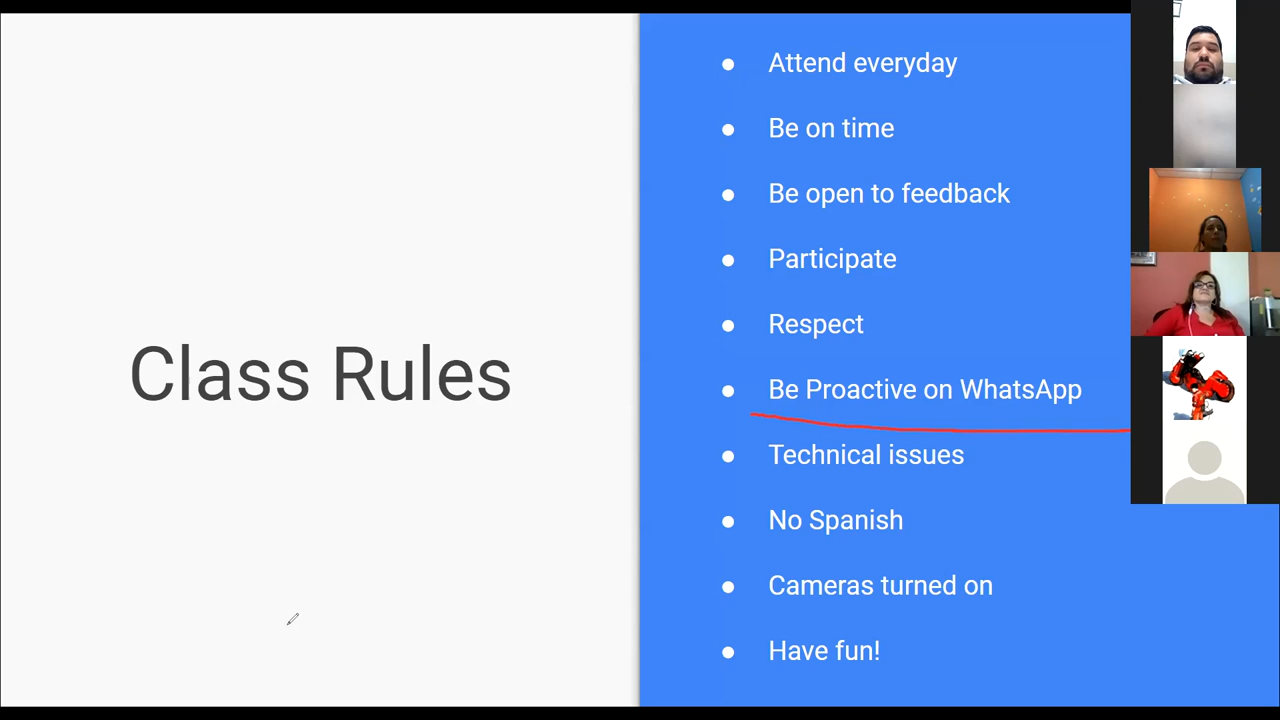 Class Rules
Attend everyday
Be on time
Be open to feedback
Participate
Respect
Be Proactive on WhatsApp
Technical issues
No Spanish
Cameras turned on
Have fun!